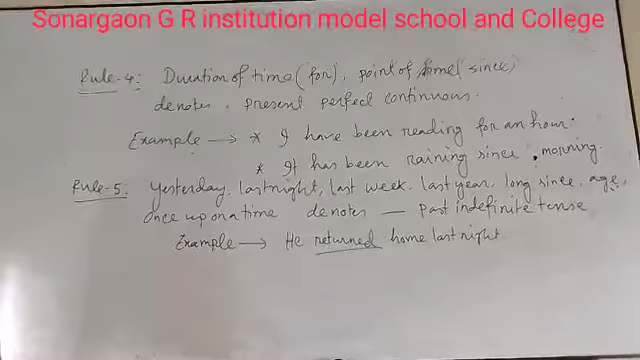 Sonargaon G R institution model school and College
Rule-4: Duration of time (for), point of time (since)
denotes, present perfect continuous.
Example → * I have been reading for an hour.
* It has been raining since morning.
Rule-5: Yesterday, last night, last week, last year, long since, age,
once upon a time denotes — past indefinite tense
Example → He returned home last night.